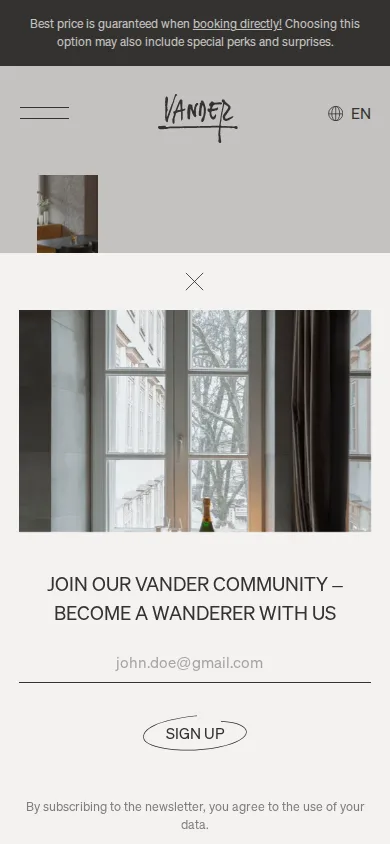 Best price is guaranteed when booking directly! Choosing this
option may also include special perks and surprises.
VANDER
EN
JOIN OUR VANDER COMMUNITY –
BECOME A WANDERER WITH US
john.doe@gmail.com
SIGN UP
By subscribing to the newsletter, you agree to the use of your
data.